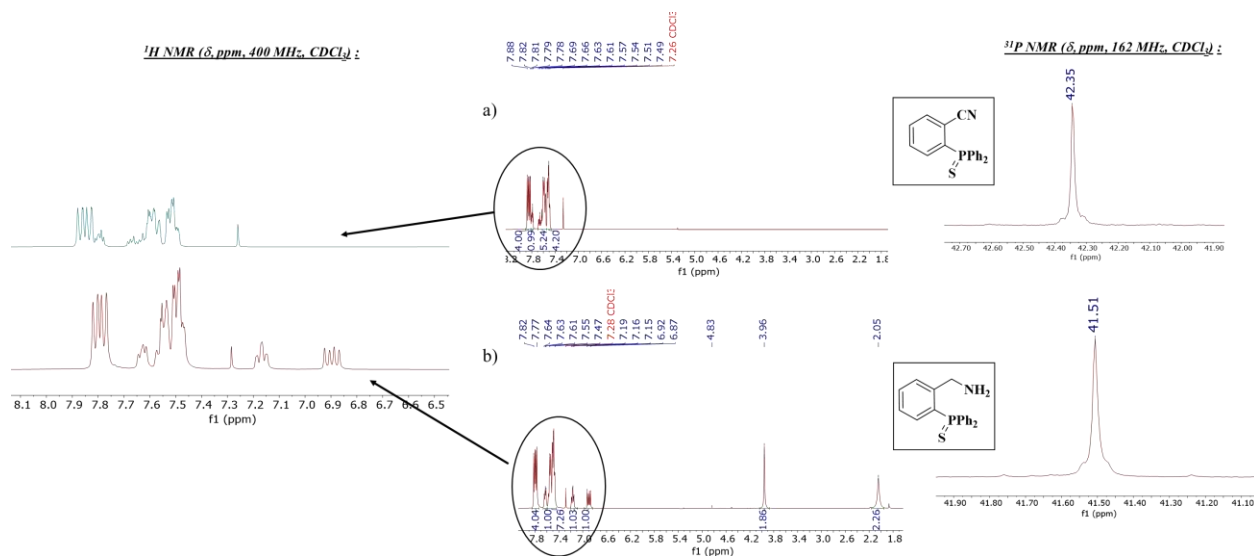 ¹H NMR (δ, ppm, 400 MHz, CDCl₃) :
7.88 7.82 7.81 7.79 7.78 7.69 7.66 7.63 7.61 7.57 7.54 7.51 7.49 7.26 CDCl3
³¹P NMR (δ, ppm, 162 MHz, CDCl₃) :
a)
42.35
CN
PPh₂
S
4.00 0.99 5.24 4.20
8.2 7.8 7.4 7.0 6.6 6.2 5.8 5.4 5.0 4.6 4.2 3.8 3.4 3.0 2.6 2.2 1.8
f1 (ppm)
42.70 42.60 42.50 42.40 42.30 42.20 42.10 42.00 41.90
f1 (ppm)
7.82 7.77 7.64 7.63 7.61 7.55 7.47 7.28 CDCl3 7.19 7.16 7.15 6.92 6.87 4.83 3.96 2.05
b)
41.51
NH₂
PPh₂
S
8.1 8.0 7.9 7.8 7.7 7.6 7.5 7.4 7.3 7.2 7.1 7.0 6.9 6.8 6.7 6.6 6.5
f1 (ppm)
4.04 1.00 7.26 1.03 1.00 1.86 2.26
7.8 7.4 7.0 6.6 6.2 5.8 5.4 5.0 4.6 4.2 3.8 3.4 3.0 2.6 2.2
f1 (ppm)
41.90 41.80 41.70 41.60 41.50 41.40 41.30 41.20 41.10
f1 (ppm)